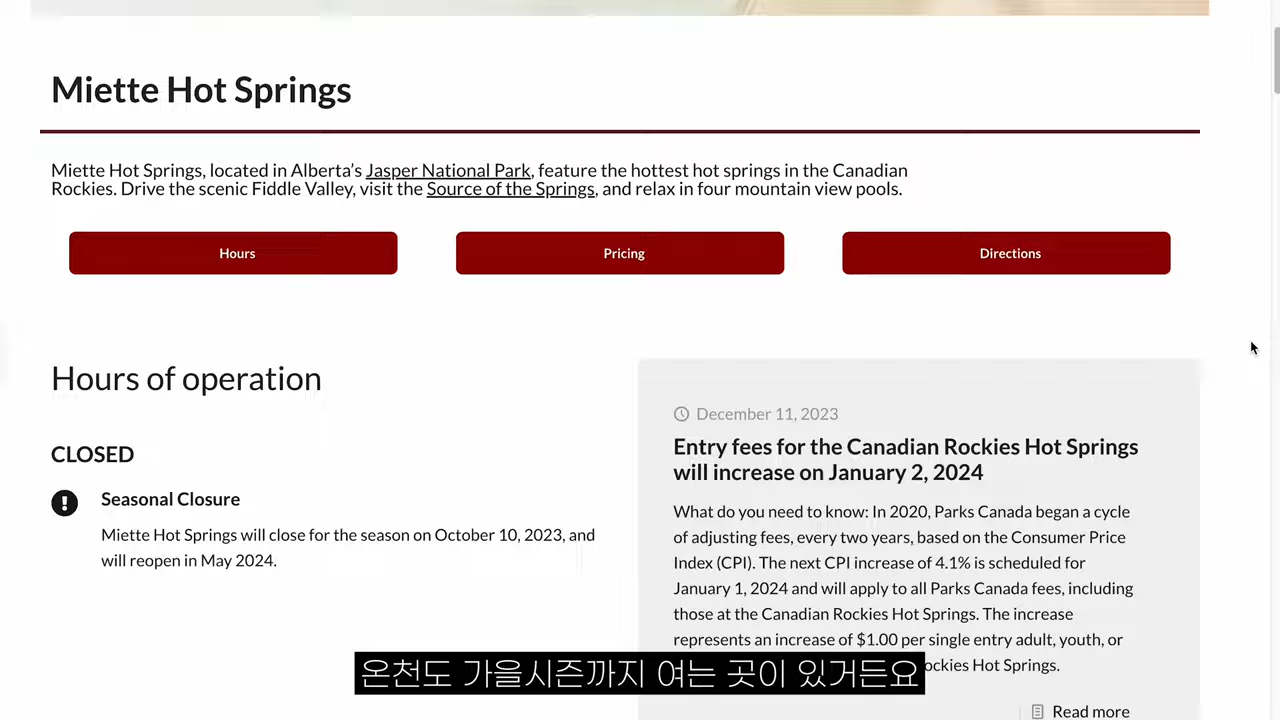 Miette Hot Springs
Miette Hot Springs, located in Alberta's Jasper National Park, feature the hottest hot springs in the Canadian
Rockies. Drive the scenic Fiddle Valley, visit the Source of the Springs, and relax in four mountain view pools.
Hours
Pricing
Directions
Hours of operation
CLOSED
Seasonal Closure
Miette Hot Springs will close for the season on October 10, 2023, and
will reopen in May 2024.
December 11, 2023
Entry fees for the Canadian Rockies Hot Springs
will increase on January 2, 2024
What do you need to know: In 2020, Parks Canada began a cycle
of adjusting fees, every two years, based on the Consumer Price
Index (CPI). The next CPI increase of 4.1% is scheduled for
January 1, 2024 and will apply to all Parks Canada fees, including
those at the Canadian Rockies Hot Springs. The increase
represents an increase of $1.00 per single entry adult, youth, or
Hot Springs.
Read more
온천도 가을시즌까지 여는 곳이 있거든요